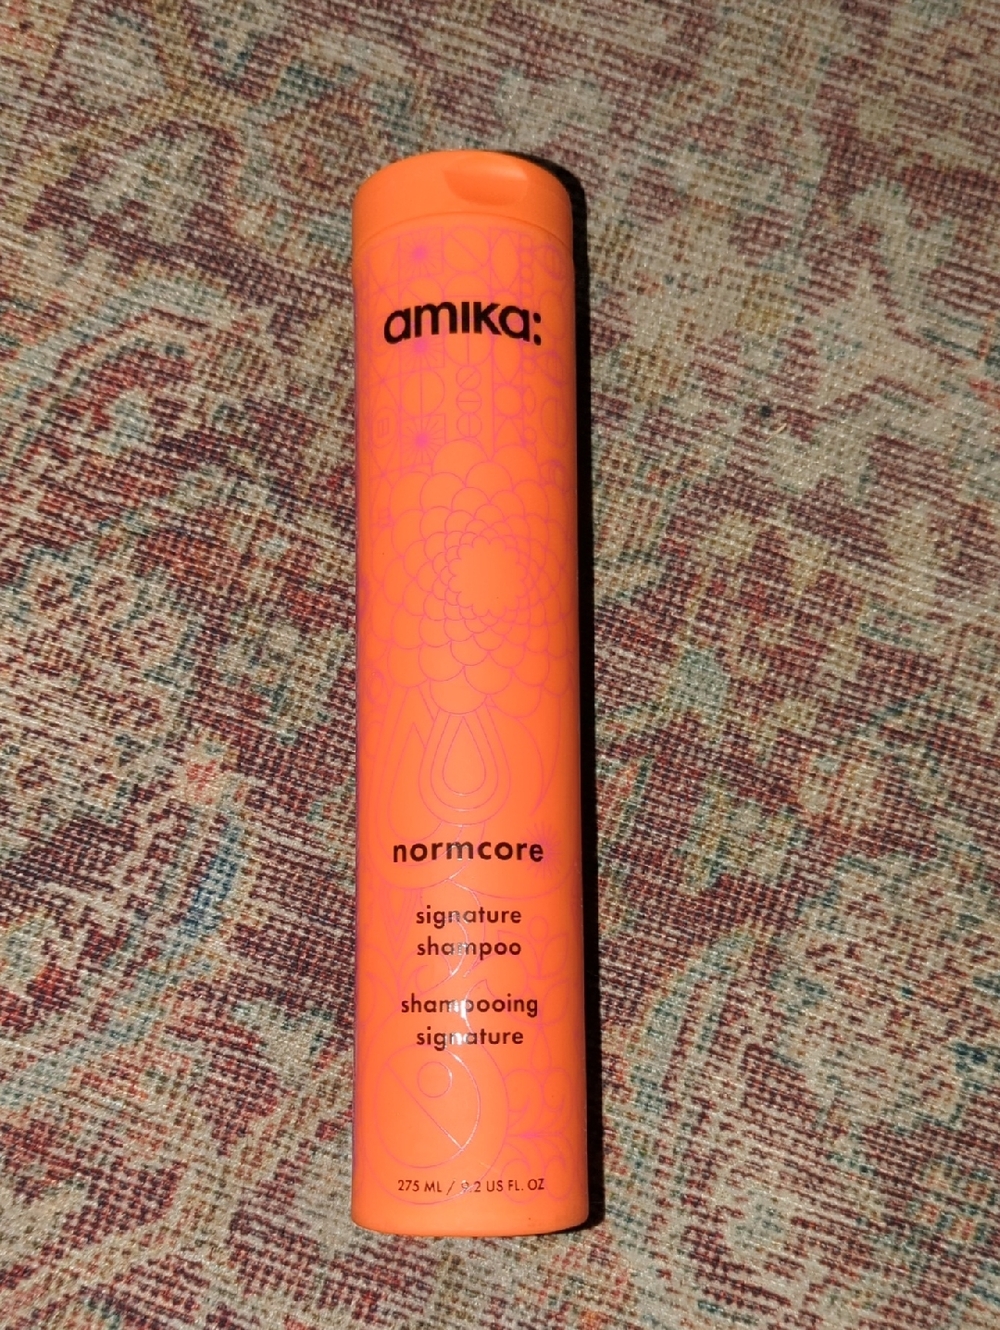 amika:
normcore
signature
shampoo
shampooing
signature
275 ML / 9.2 US FL. OZ